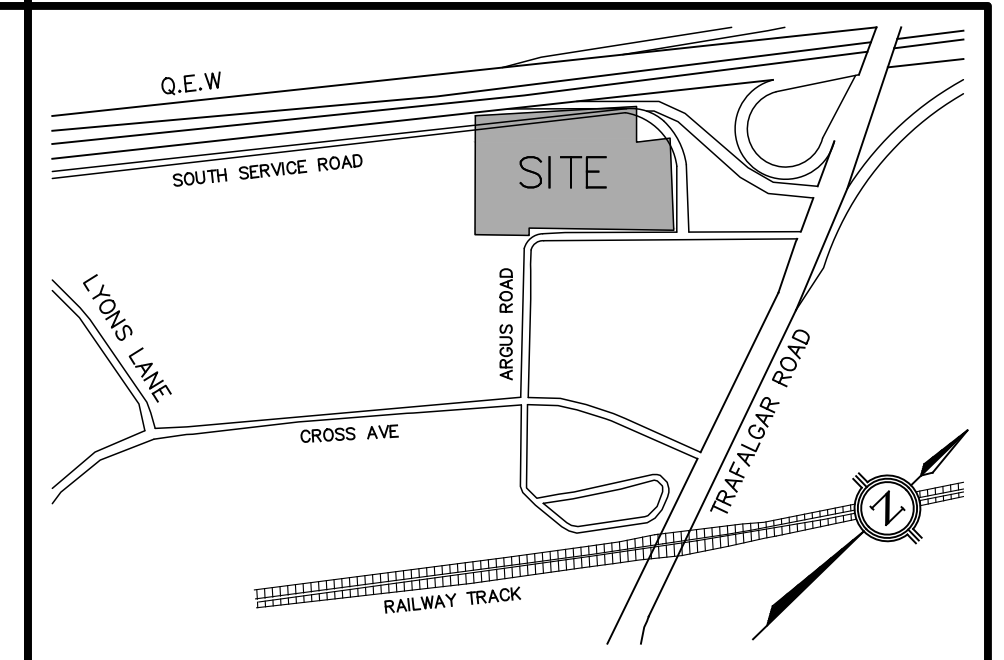 Q.E.W
SOUTH SERVICE ROAD
SITE
LYONS LANE
ARGUS ROAD
CROSS AVE
TRAFALGAR ROAD
N
RAILWAY TRACK